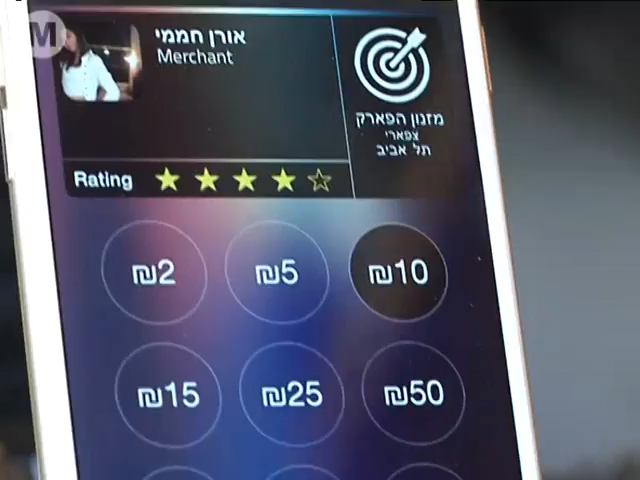 M
אורן חממי
Merchant
מזנון הפארק
צפארי
תל אביב
Rating
₪2
₪5
₪10
₪15
₪25
₪50